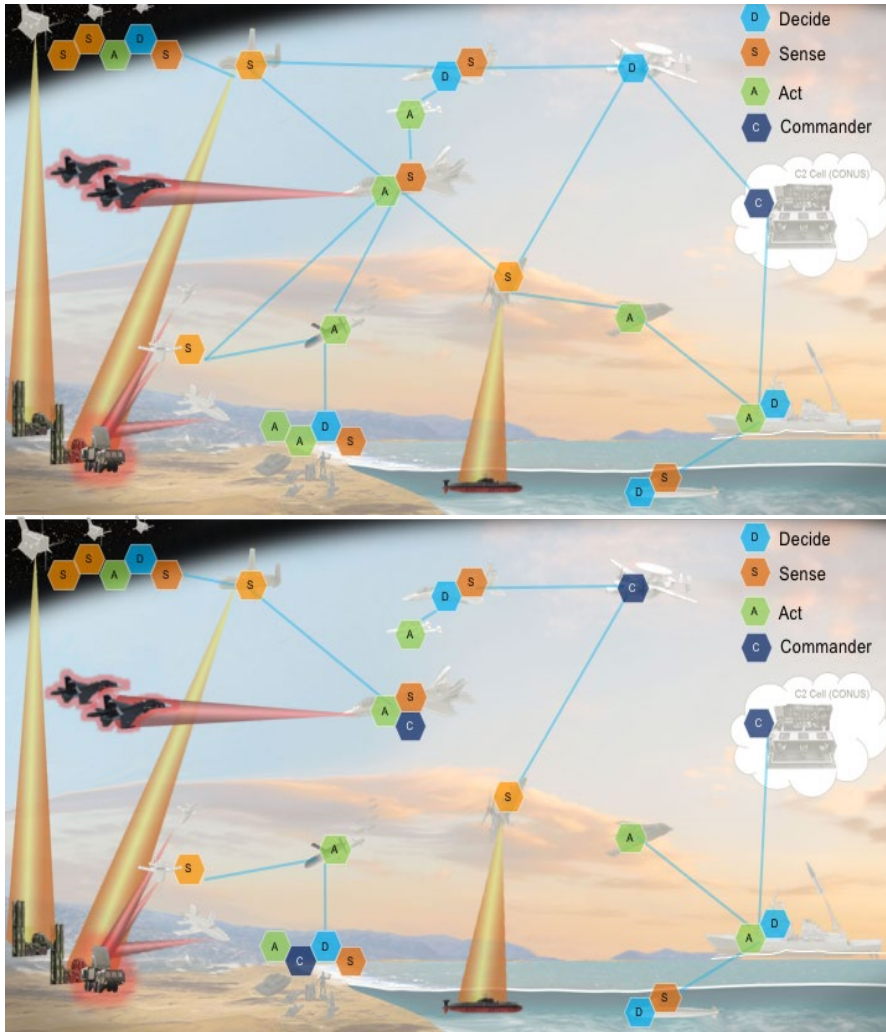 D Decide
S Sense
A Act
C Commander
S S A D S
S
D S
D
A
S
A
C2 Cell (CONUS)
C
S
A
A
S
A A D S
A D
D S
D Decide
S Sense
A Act
C Commander
S S A D S
S
D S
C
A
S
A
C
C2 Cell (CONUS)
C
S
A
A
S
A C D S
A D
D S